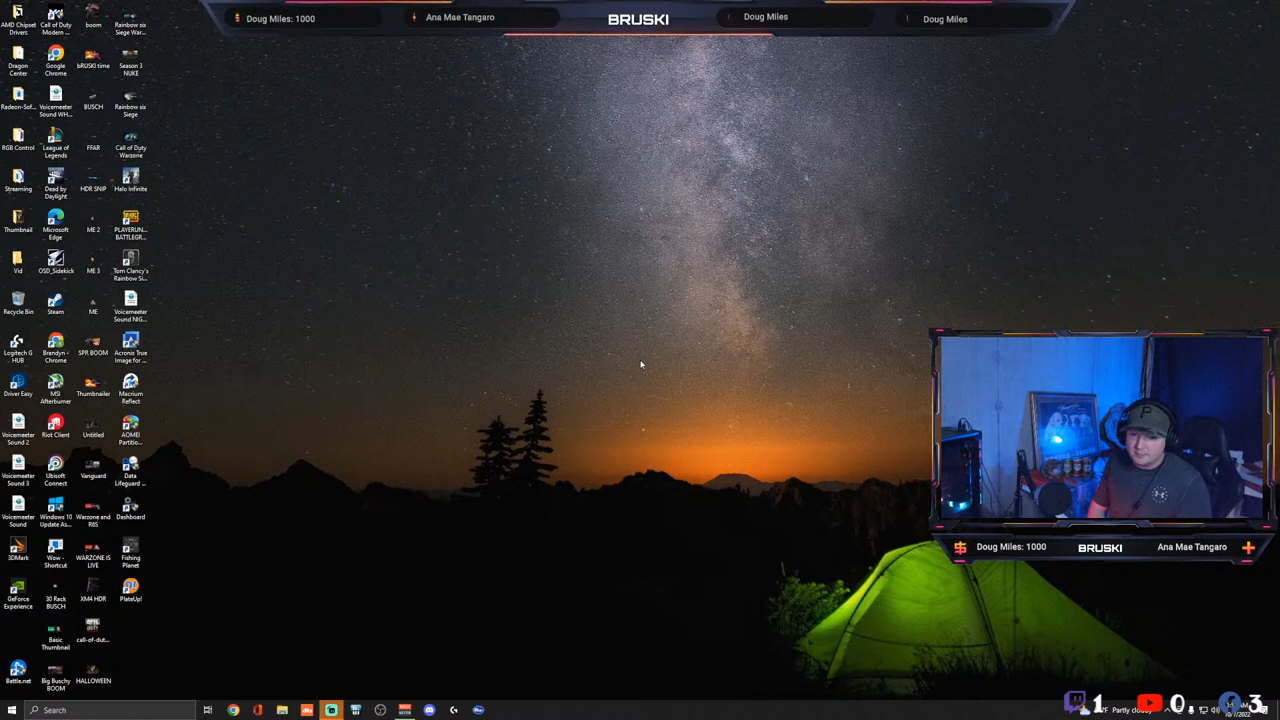 Doug Miles: 1000
Ana Mae Tangaro
BRUSKI
Doug Miles
Doug Miles
AMD Chipset Drivers
Call of Duty Modern ...
boom
Rainbow six Siege War...
Dragon Center
Google Chrome
bRUSKI time
Season 3 NUKE
Radeon-Sof...
Voicemeeter Sound WH...
BUSCH
Rainbow six Siege
RGB Control
League of Legends
FFAR
Call of Duty Warzone
Streaming
Dead by Daylight
HDR SNIP
Halo Infinite
Thumbnail
Microsoft Edge
ME 2
PLAYERUN... BATTLEGR...
Vid
OSD_Sidekick
ME 3
Tom Clancy's Rainbow Si...
Recycle Bin
Steam
ME
Voicemeeter Sound NIG...
Logitech G HUB
Brandyn - Chrome
SPR BOOM
Acronis True Image for ...
Driver Easy
MSI Afterburner
Thumbnailer
Macrium Reflect
Voicemeeter Sound 2
Riot Client
Untitled
AOMEI Partitio...
Voicemeeter Sound 3
Ubisoft Connect
Vanguard
Data Lifeguard ...
Voicemeeter Sound
Windows 10 Update As...
Warzone and R6S
Dashboard
3DMark
Wow - Shortcut
WARZONE IS LIVE
Fishing Planet
GeForce Experience
30 Rack BUSCH
XM4 HDR
PlateUp!
Basic Thumbnail
call-of-dut...
Battle.net
Big Buschy BOOM
HALLOWEEN
Doug Miles: 1000
BRUSKI
Ana Mae Tangaro
Search
1
0
3
Partly cloudy